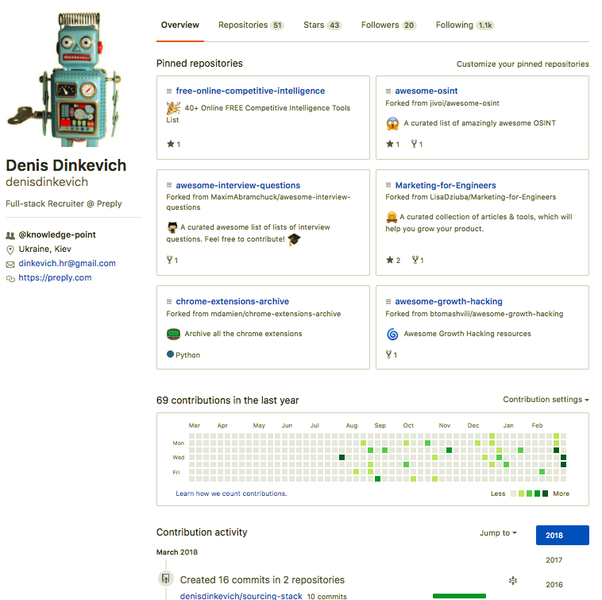 Overview Repositories 51 Stars 43 Followers 20 Following 1.1k
Pinned repositories Customize your pinned repositories
free-online-competitive-intelligence
40+ Online FREE Competitive Intelligence Tools
List
1
awesome-osint
Forked from jivoi/awesome-osint
A curated list of amazingly awesome OSINT
1 1
Denis Dinkevich
denisdinkevich
Full-stack Recruiter @ Preply
@knowledge-point
Ukraine, Kiev
dinkevich.hr@gmail.com
https://preply.com
awesome-interview-questions
Forked from MaximAbramchuck/awesome-interview-
questions
A curated awesome list of lists of interview
questions. Feel free to contribute!
1
Marketing-for-Engineers
Forked from LisaDziuba/Marketing-for-Engineers
A curated collection of articles & tools, which will
help you grow your product.
2 1
chrome-extensions-archive
Forked from mdamien/chrome-extensions-archive
Archive all the chrome extensions
Python
awesome-growth-hacking
Forked from btomashvili/awesome-growth-hacking
Awesome Growth Hacking resources
1
69 contributions in the last year Contribution settings
Mar Apr May Jun Jul Aug Sep Oct Nov Dec Jan Feb
Mon
Wed
Fri
Learn how we count contributions. Less More
Contribution activity Jump to 2018
March 2018
2017
Created 16 commits in 2 repositories
2016
denisdinkevich/sourcing-stack 10 commits